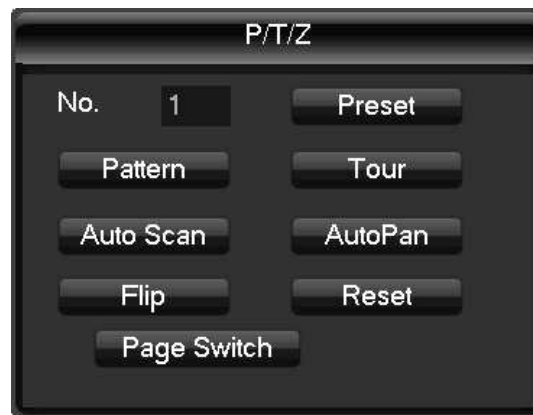 P/T/Z
No. 1 Preset
Pattern Tour
Auto Scan AutoPan
Flip Reset
Page Switch